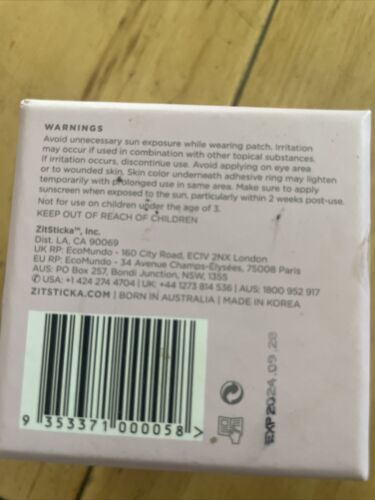 WARNINGS
Avoid unnecessary sun exposure while wearing patch. Irritation
may occur if used in combination with other topical substances.
If irritation occurs, discontinue use. Avoid applying on eye area
or to wounded skin. Skin color underneath adhesive ring may lighten
temporarily with prolonged use in same area. Make sure to apply
sunscreen when exposed to the sun, particularly within 2 weeks post-use.
Not for use on children under the age of 3.
KEEP OUT OF REACH OF CHILDREN
ZitSticka™, Inc.
Dist. LA, CA 90069
UK RP: EcoMundo - 160 City Road, EC1V 2NX London
EU RP: EcoMundo - 34 Avenue Champs-Élysées, 75008 Paris
AUS: PO Box 257, Bondi Junction, NSW, 1355
USA: +1 424 274 4704 | UK: +44 1273 814 536 | AUS: 1800 952 917
ZITSTICKA.COM | BORN IN AUSTRALIA | MADE IN KOREA
9 353371 000058 >
EXP2024.09.28